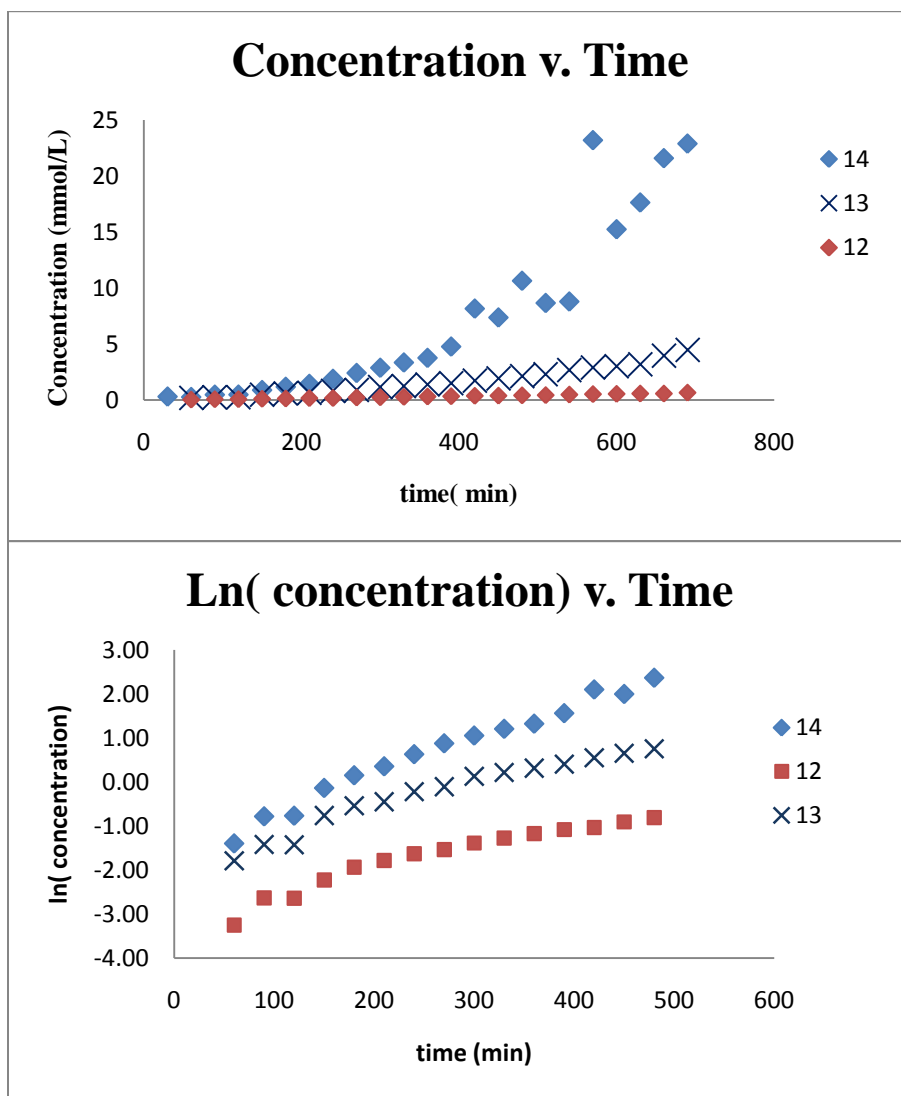 Concentration v. Time
Concentration (mmol/L)
25
20
15
10
5
0
0 200 400 600 800
time( min)
14
13
12
Ln( concentration) v. Time
ln( concentration)
3.00
2.00
1.00
0.00
-1.00
-2.00
-3.00
-4.00
0 100 200 300 400 500 600
time (min)
14
12
13